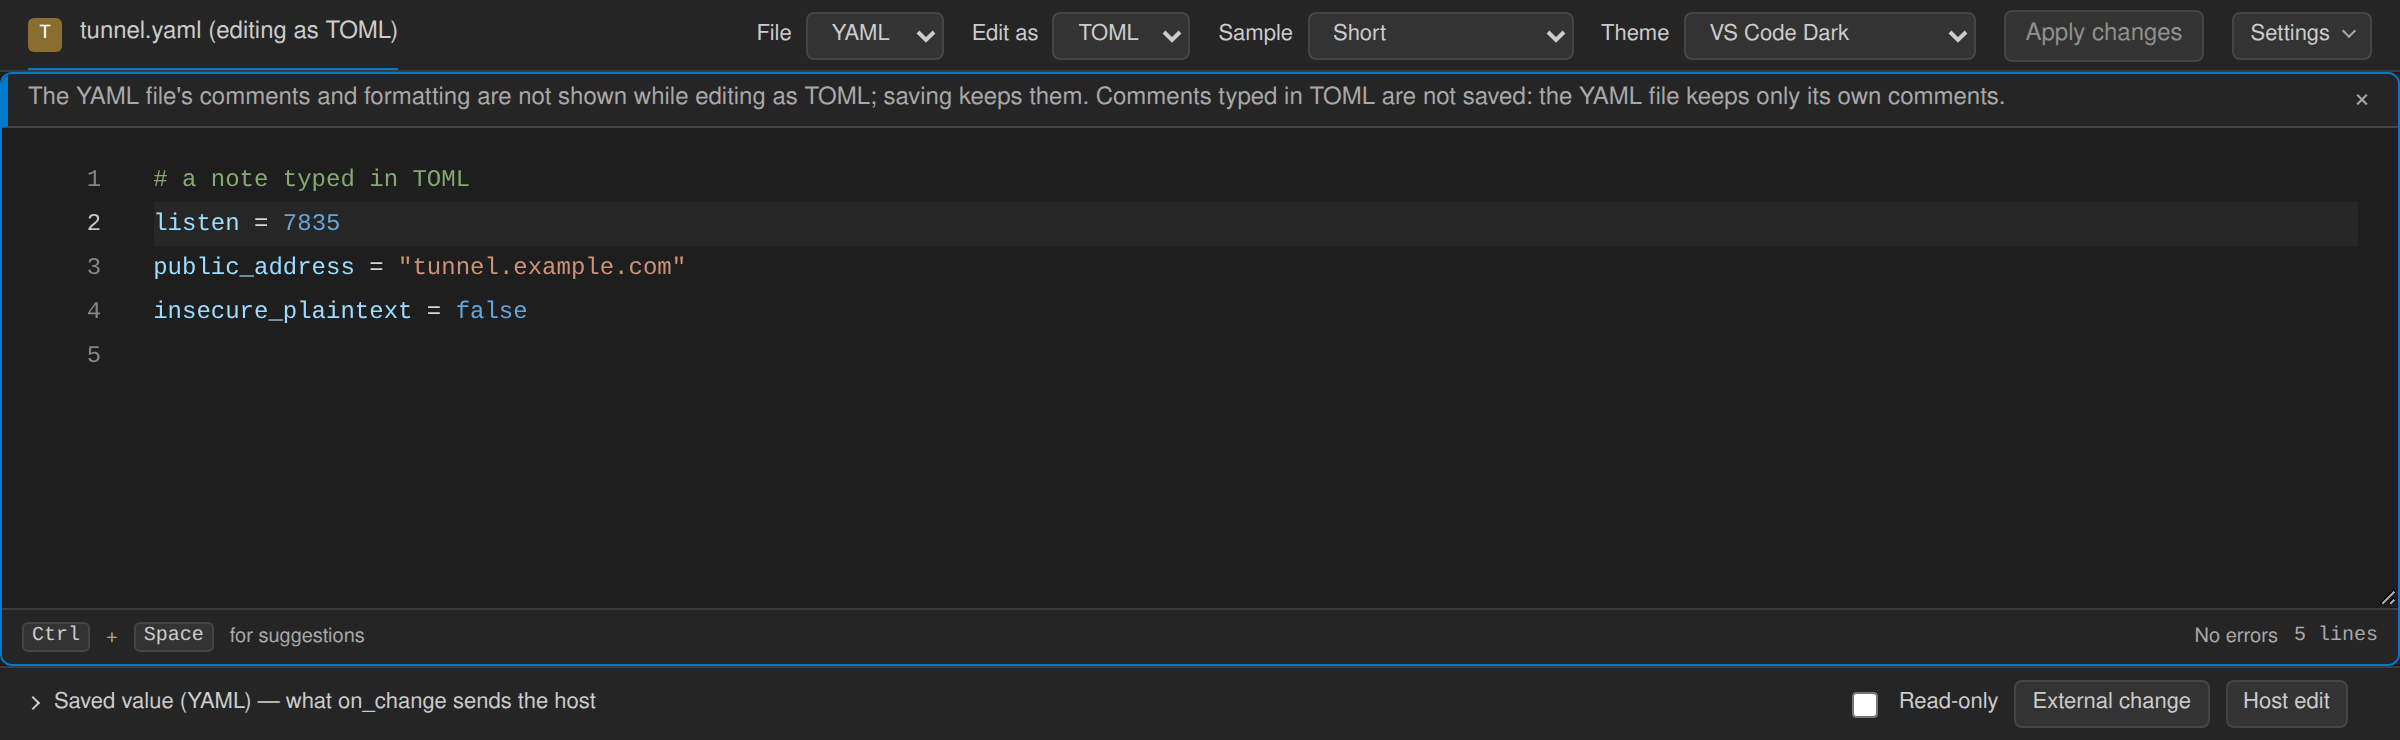 T tunnel.yaml (editing as TOML) File YAML Edit as TOML Sample Short Theme VS Code Dark Apply changes Settings
The YAML file's comments and formatting are not shown while editing as TOML; saving keeps them. Comments typed in TOML are not saved: the YAML file keeps only its own comments. ×
1 # a note typed in TOML
2 listen = 7835
3 public_address = "tunnel.example.com"
4 insecure_plaintext = false
5
Ctrl + Space for suggestions No errors 5 lines
Saved value (YAML) — what on_change sends the host Read-only External change Host edit